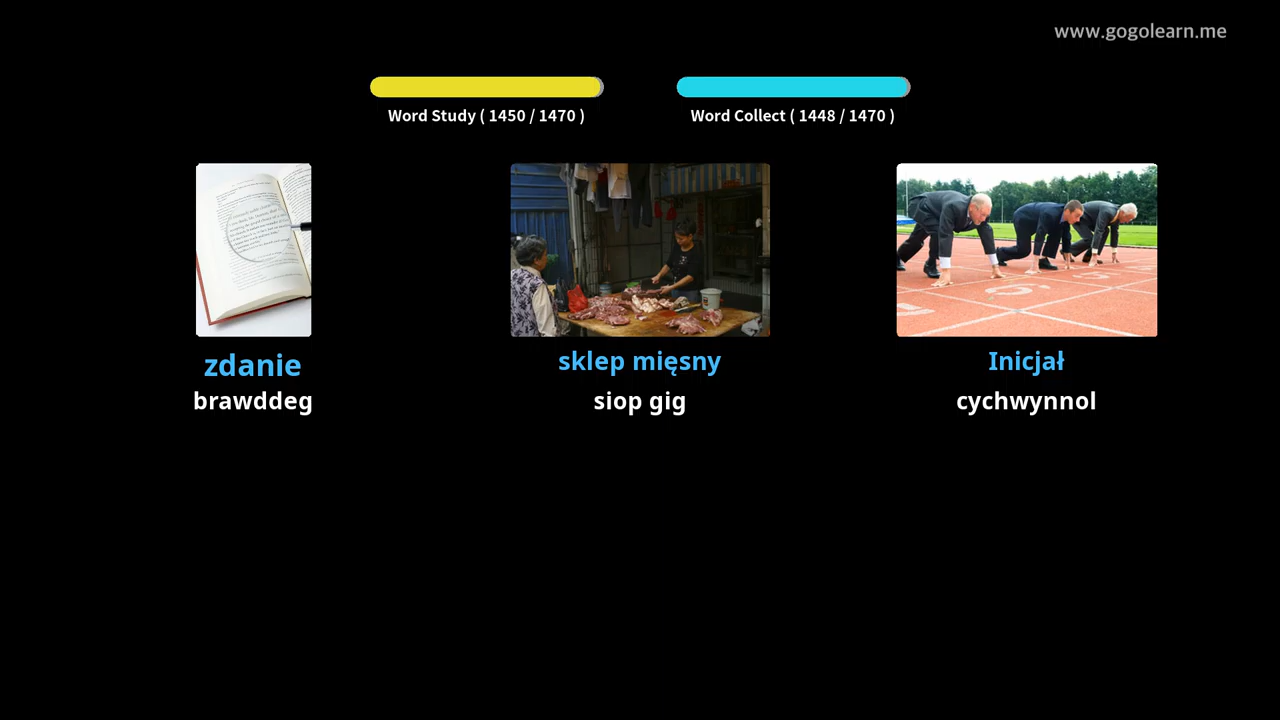 www.gogolearn.me
Word Study ( 1450 / 1470 )
Word Collect ( 1448 / 1470 )
zdanie
brawddeg
sklep mięsny
siop gig
Inicjał
cychwynnol